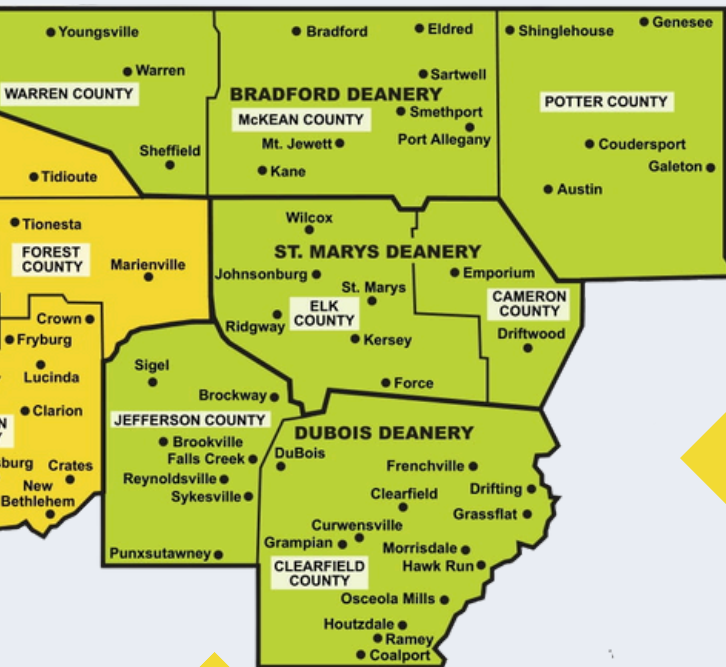 Youngsville
Warren
WARREN COUNTY
Sheffield
Tidioute
Bradford
Eldred
Sartwell
BRADFORD DEANERY
McKEAN COUNTY
Smethport
Port Allegany
Mt. Jewett
Kane
Shinglehouse
Genesee
POTTER COUNTY
Coudersport
Galeton
Austin
Tionesta
FOREST
COUNTY
Marienville
Crown
Fryburg
Lucinda
Clarion
N
Y
sburg
Crates
New
Bethlehem
Wilcox
ST. MARYS DEANERY
Johnsonburg
St. Marys
ELK
COUNTY
Ridgway
Kersey
Force
Emporium
CAMERON
COUNTY
Driftwood
Sigel
Brockway
JEFFERSON COUNTY
Brookville
Falls Creek
Reynoldsville
Sykesville
Punxsutawney
DUBOIS DEANERY
DuBois
Frenchville
Drifting
Clearfield
Grassflat
Curwensville
Grampian
Morrisdale
Hawk Run
CLEARFIELD
COUNTY
Osceola Mills
Houtzdale
Ramey
Coalport